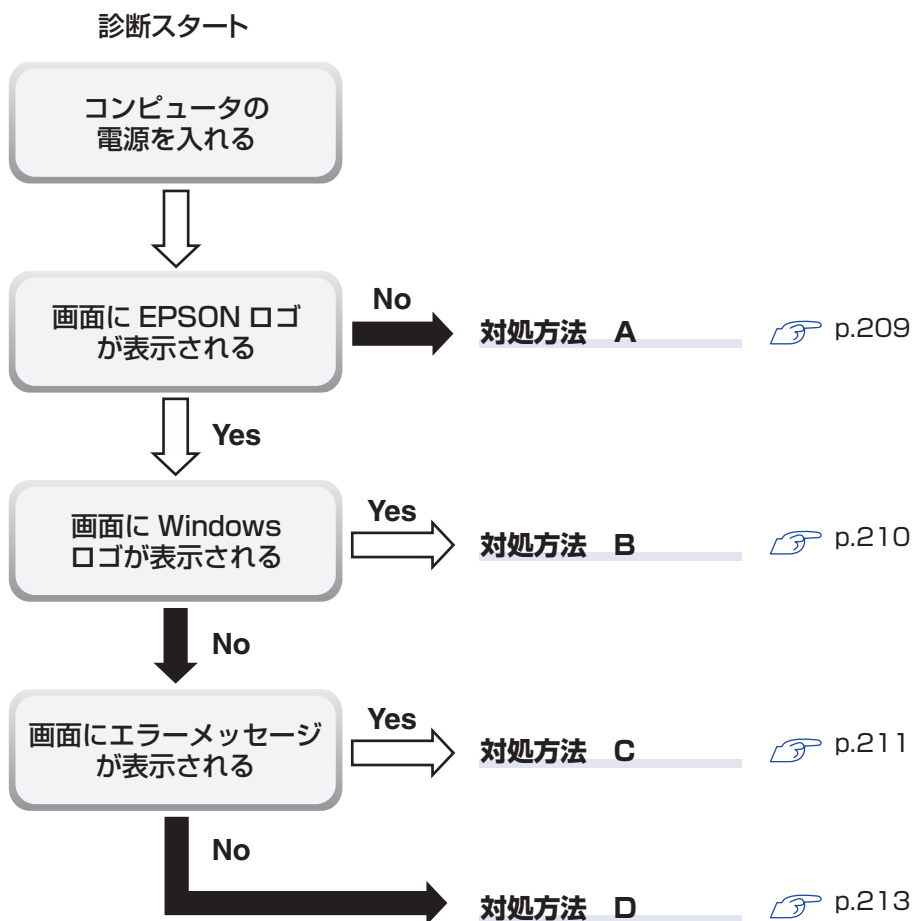 診断スタート
コンピュータの
電源を入れる
画面に EPSON ロゴ
が表示される
No
対処方法 A p.209
Yes
画面に Windows
ロゴが表示される
Yes
対処方法 B p.210
No
画面にエラーメッセージ
が表示される
Yes
対処方法 C p.211
No
対処方法 D p.213